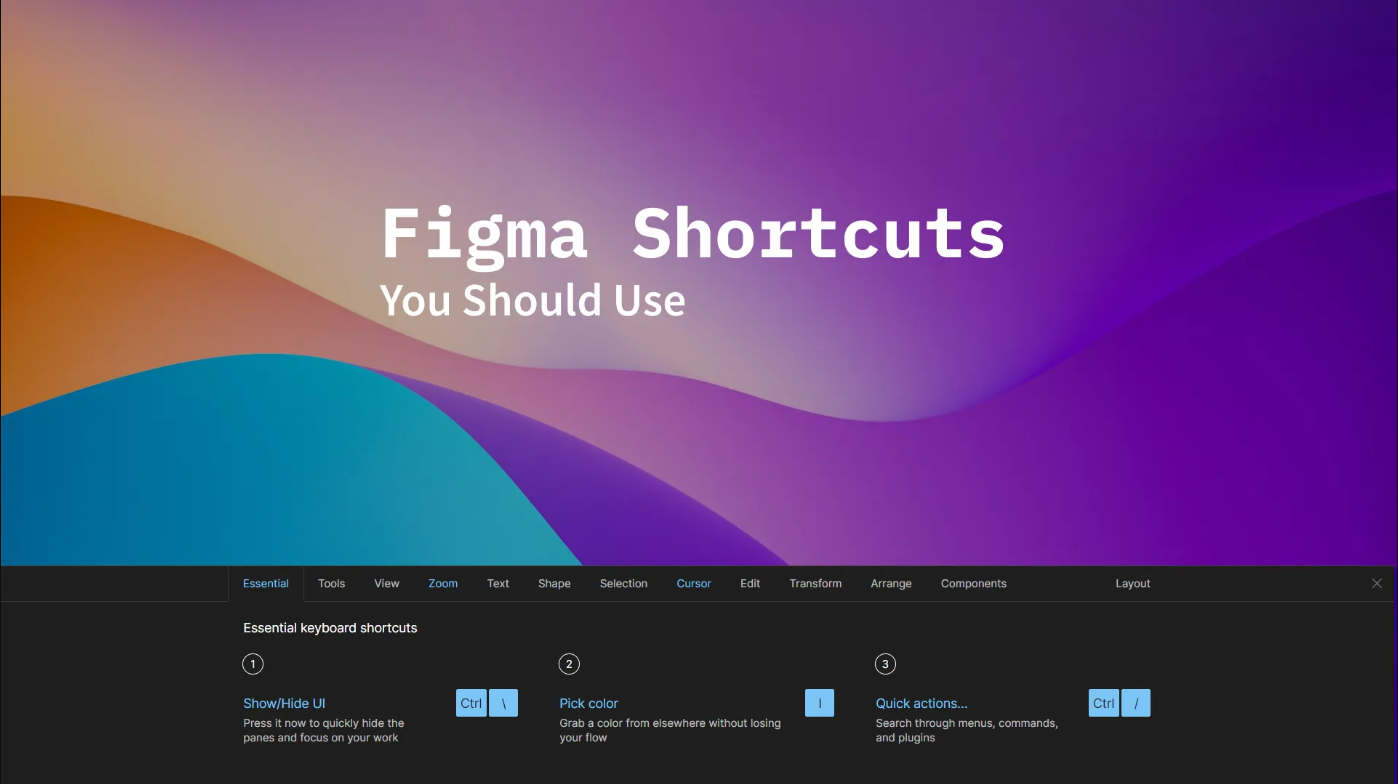 Figma Shortcuts
You Should Use
Essential Tools View Zoom Text Shape Selection Cursor Edit Transform Arrange Components Layout
Essential keyboard shortcuts
1
Show/Hide UI
Ctrl \
Press it now to quickly hide the
panes and focus on your work
2
Pick color
I
Grab a color from elsewhere without losing
your flow
3
Quick actions...
Ctrl /
Search through menus, commands,
and plugins